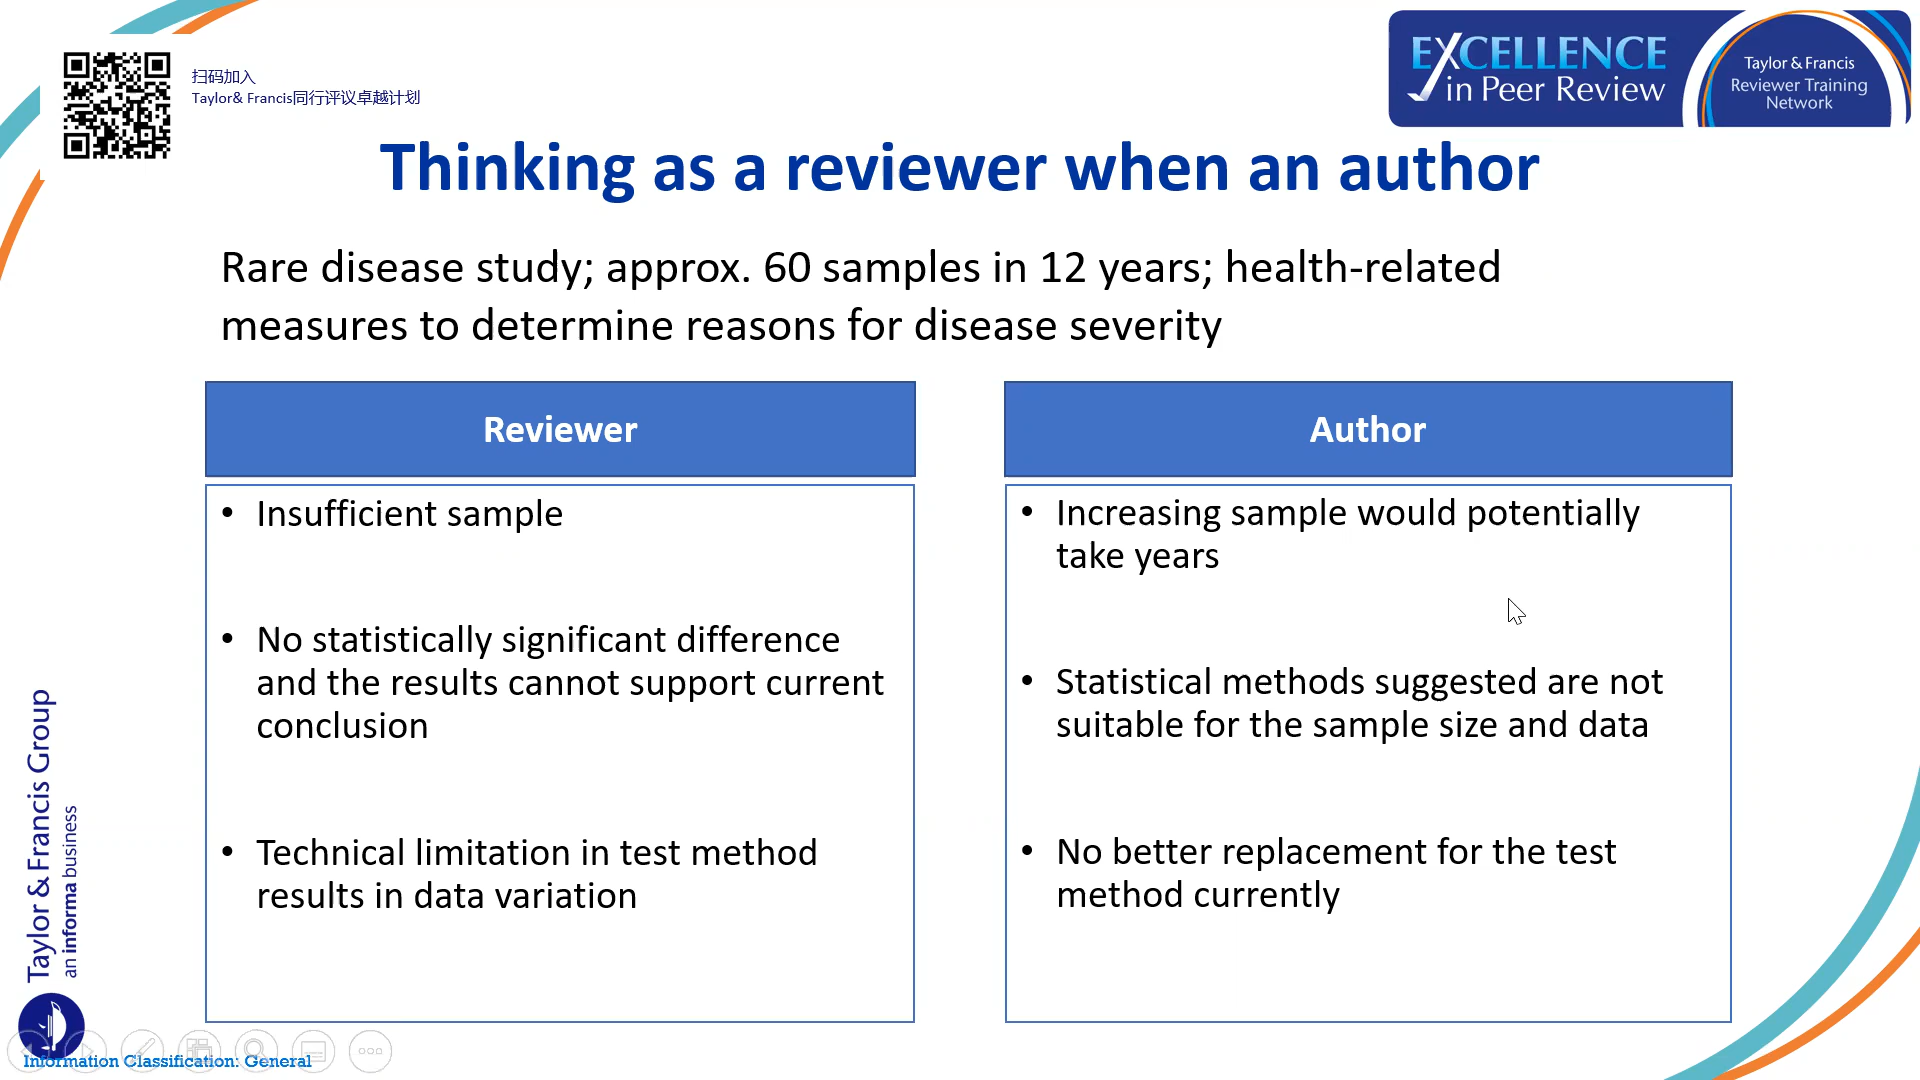 扫码加入
Taylor& Francis同行评议卓越计划
EXCELLENCE
in Peer Review
Taylor & Francis
Reviewer Training
Network
Thinking as a reviewer when an author
Rare disease study; approx. 60 samples in 12 years; health-related
measures to determine reasons for disease severity
Reviewer
• Insufficient sample
• No statistically significant difference
and the results cannot support current
conclusion
• Technical limitation in test method
results in data variation
Author
• Increasing sample would potentially
take years
• Statistical methods suggested are not
suitable for the sample size and data
• No better replacement for the test
method currently
Taylor & Francis Group
an informa business
Information Classification: General